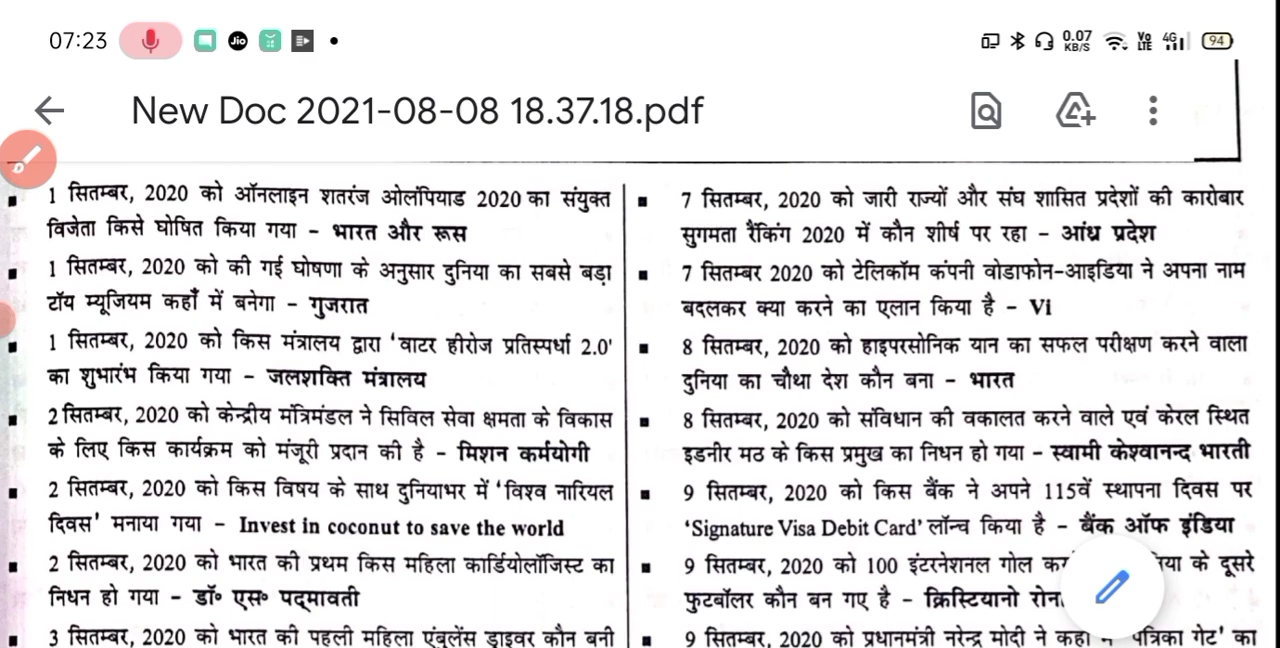 07:23
Jio
0.07 KB/S
Vo LTE
4G
94
New Doc 2021-08-08 18.37.18.pdf
▪ 1 सितम्बर, 2020 को ऑनलाइन शतरंज ओलंपियाड 2020 का संयुक्त
विजेता किसे घोषित किया गया – भारत और रूस
▪ 1 सितम्बर, 2020 को की गई घोषणा के अनुसार दुनिया का सबसे बड़ा
टॉय म्यूजियम कहाँ में बनेगा – गुजरात
▪ 1 सितम्बर, 2020 को किस मंत्रालय द्वारा 'वाटर हीरोज प्रतिस्पर्धा 2.0'
का शुभारंभ किया गया – जलशक्ति मंत्रालय
▪ 2 सितम्बर, 2020 को केन्द्रीय मंत्रिमंडल ने सिविल सेवा क्षमता के विकास
के लिए किस कार्यक्रम को मंजूरी प्रदान की है – मिशन कर्मयोगी
▪ 2 सितम्बर, 2020 को किस विषय के साथ दुनियाभर में 'विश्व नारियल
दिवस' मनाया गया – Invest in coconut to save the world
▪ 2 सितम्बर, 2020 को भारत की प्रथम किस महिला कार्डियोलॉजिस्ट का
निधन हो गया – डॉ॰ एस॰ पद्मावती
▪ 3 सितम्बर, 2020 को भारत की पहली महिला एंबुलेंस ड्राइवर कौन बनी
▪ 7 सितम्बर, 2020 को जारी राज्यों और संघ शासित प्रदेशों की कारोबार
सुगमता रैंकिंग 2020 में कौन शीर्ष पर रहा – आंध्र प्रदेश
▪ 7 सितम्बर 2020 को टेलिकॉम कंपनी वोडाफोन-आइडिया ने अपना नाम
बदलकर क्या करने का एलान किया है – Vi
▪ 8 सितम्बर, 2020 को हाइपरसोनिक यान का सफल परीक्षण करने वाला
दुनिया का चौथा देश कौन बना – भारत
▪ 8 सितम्बर, 2020 को संविधान की वकालत करने वाले एवं केरल स्थित
इडनीर मठ के किस प्रमुख का निधन हो गया – स्वामी केश्वानन्द भारती
▪ 9 सितम्बर, 2020 को किस बैंक ने अपने 115वें स्थापना दिवस पर
'Signature Visa Debit Card' लॉन्च किया है – बैंक ऑफ इंडिया
▪ 9 सितम्बर, 2020 को 100 इंटरनेशनल गोल के दूसरे
फुटबॉलर कौन बन गए है – क्रिस्टियानो
▪ 9 सितम्बर, 2020 को प्रधानमंत्री नरेन्द्र मोदी ने कहाँ पत्रिका गेट' का